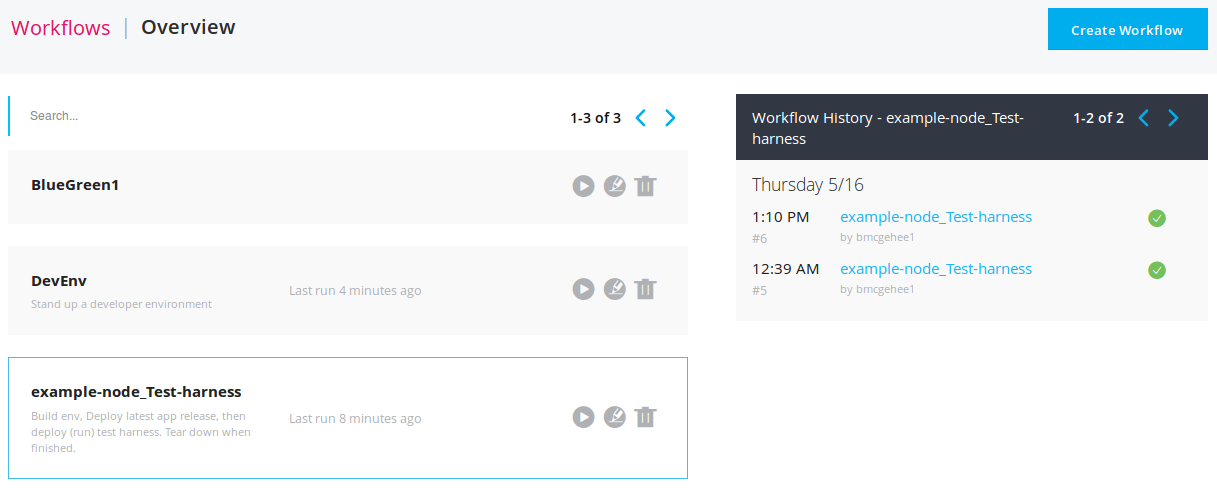 Workflows | Overview
Create Workflow
Search...
1-3 of 3
BlueGreen1
DevEnv
Stand up a developer environment
Last run 4 minutes ago
example-node_Test-harness
Build env, Deploy latest app release, then
deploy (run) test harness. Tear down when
finished.
Last run 8 minutes ago
Workflow History - example-node_Test-
harness
1-2 of 2
Thursday 5/16
1:10 PM
example-node_Test-harness
#6
by bmcgehee1
12:39 AM
example-node_Test-harness
#5
by bmcgehee1